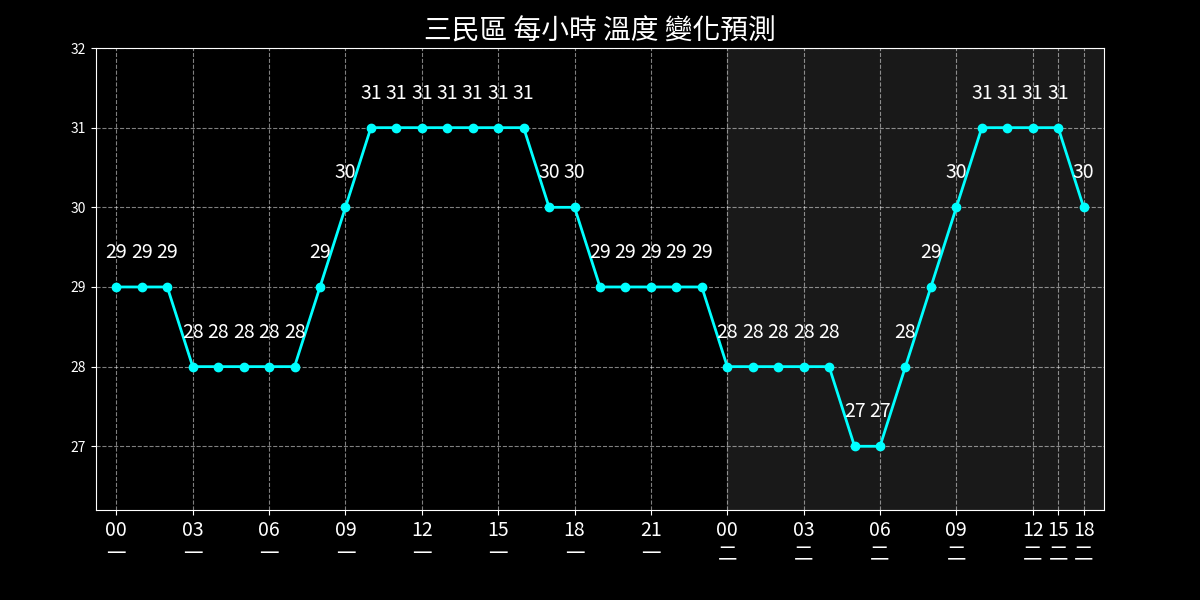 三民區 每小時 溫度 變化預測
32
31 31 31 31 31 31 31 31 31 31 31
31
30 30 30 30 30
30
29 29 29 29 29 29 29 29 29 29
29
28 28 28 28 28 28 28 28 28 28 28
28
27 27
27
00 03 06 09 12 15 18 21 00 03 06 09 12 15 18
一 一 一 一 一 一 一 一 二 二 二 二 二 二 二